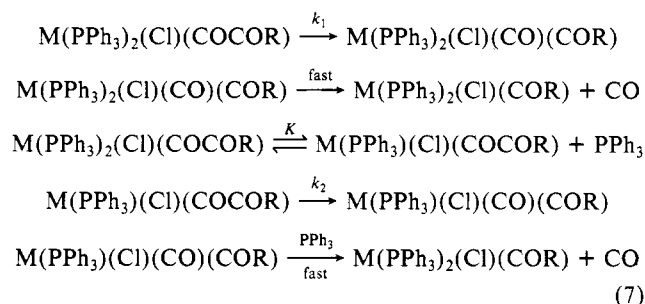 M(PPh₃)₂(Cl)(COCOR) —k₁→ M(PPh₃)₂(Cl)(CO)(COR)
M(PPh₃)₂(Cl)(CO)(COR) —fast→ M(PPh₃)₂(Cl)(COR) + CO
M(PPh₃)₂(Cl)(COCOR) ⇌K M(PPh₃)(Cl)(COCOR) + PPh₃
M(PPh₃)(Cl)(COCOR) —k₂→ M(PPh₃)(Cl)(CO)(COR)
M(PPh₃)(Cl)(CO)(COR) —PPh₃ fast→ M(PPh₃)₂(Cl)(COR) + CO
(7)